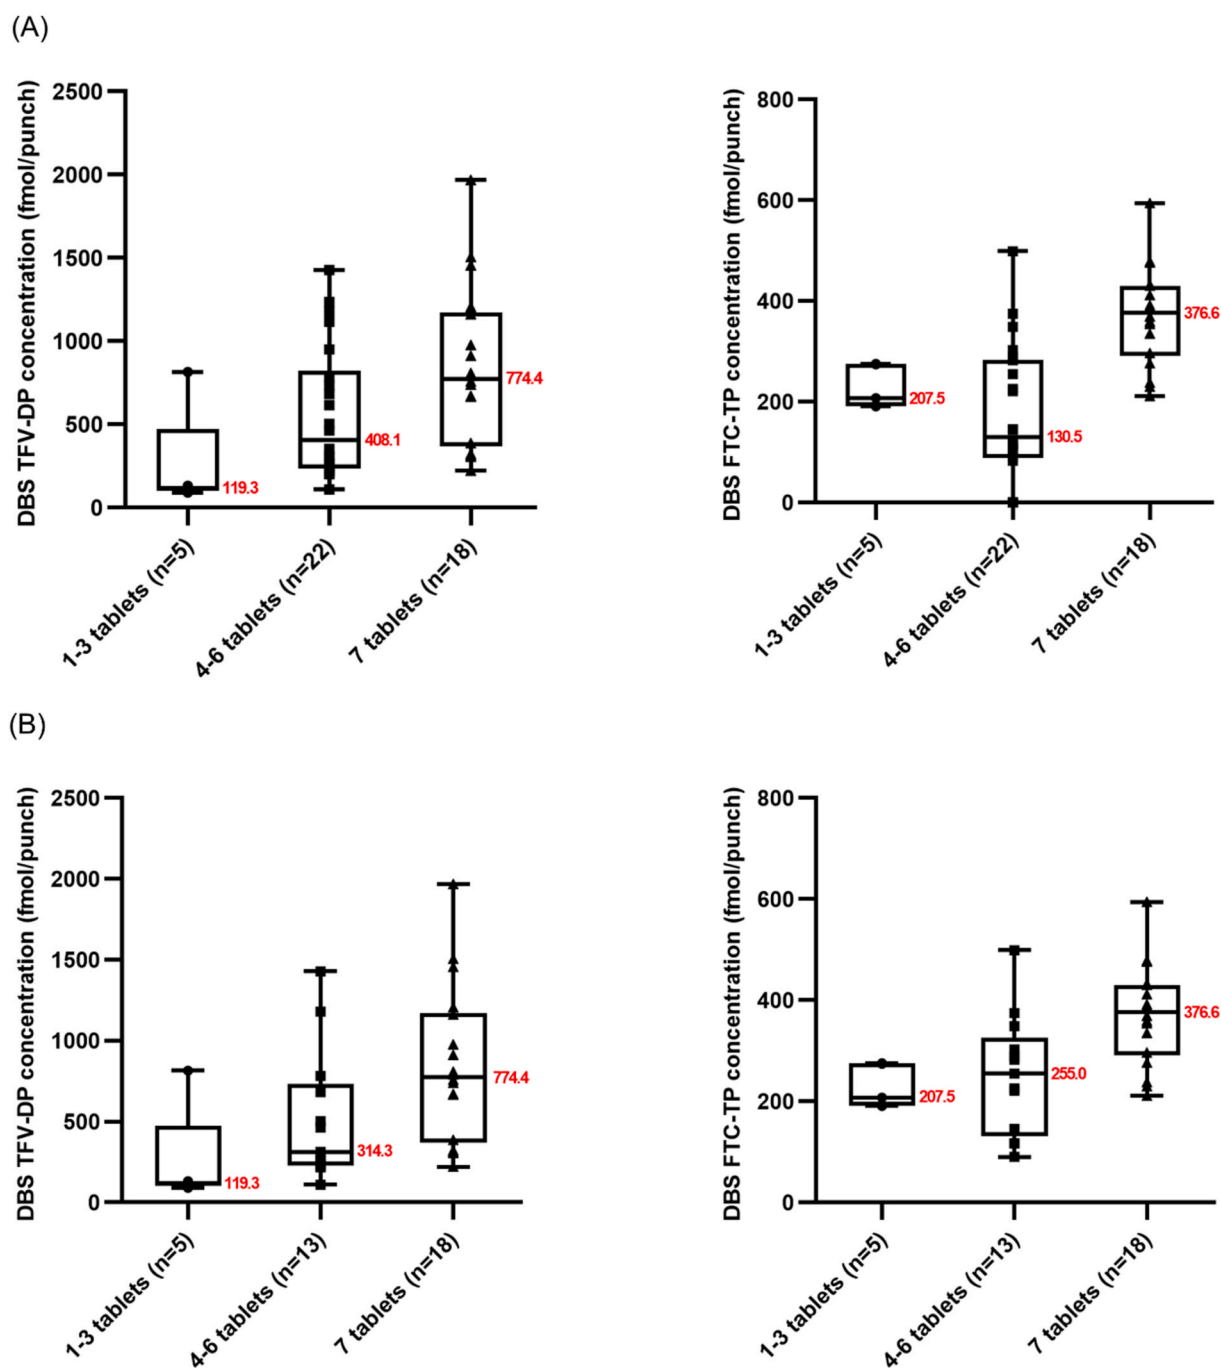 (A)
DBS TFV-DP concentration (fmol/punch)
2500
2000
1500
1000
500
0
119.3
408.1
774.4
1-3 tablets (n=5)
4-6 tablets (n=22)
7 tablets (n=18)
DBS FTC-TP concentration (fmol/punch)
800
600
400
200
0
207.5
130.5
376.6
1-3 tablets (n=5)
4-6 tablets (n=22)
7 tablets (n=18)
(B)
DBS TFV-DP concentration (fmol/punch)
2500
2000
1500
1000
500
0
119.3
314.3
774.4
1-3 tablets (n=5)
4-6 tablets (n=13)
7 tablets (n=18)
DBS FTC-TP concentration (fmol/punch)
800
600
400
200
0
207.5
255.0
376.6
1-3 tablets (n=5)
4-6 tablets (n=13)
7 tablets (n=18)